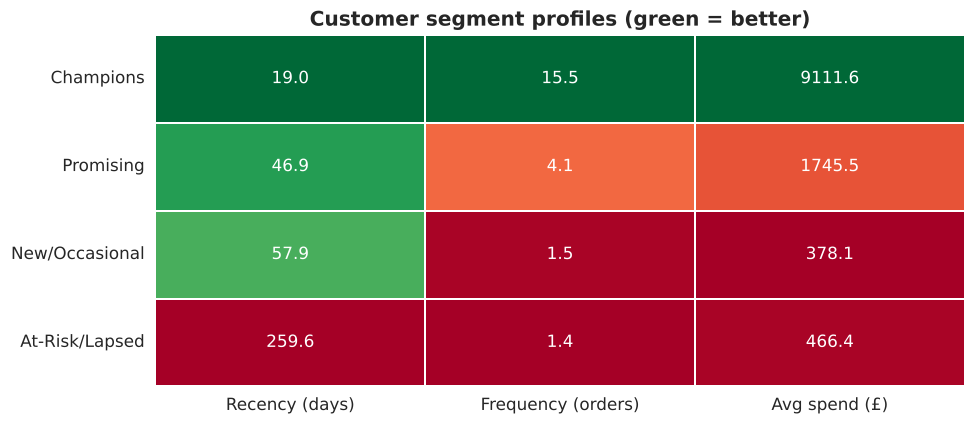 Customer segment profiles (green = better)
Champions 19.0 15.5 9111.6
Promising 46.9 4.1 1745.5
New/Occasional 57.9 1.5 378.1
At-Risk/Lapsed 259.6 1.4 466.4
Recency (days) Frequency (orders) Avg spend (£)